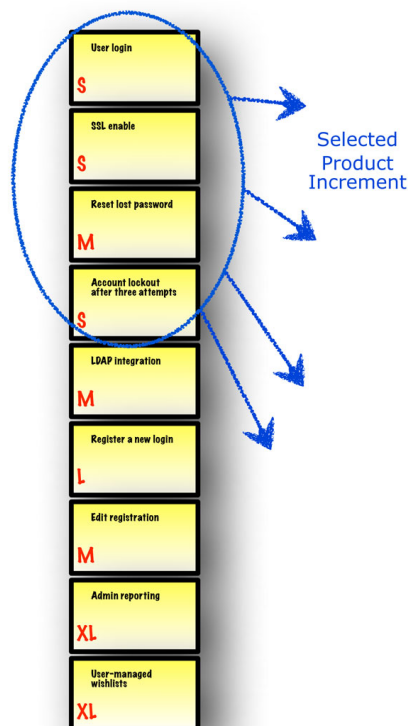 User login
S
SSL enable
S
Selected
Product
Increment
Reset lost password
M
Account lockout
after three attempts
S
LDAP integration
M
Register a new login
L
Edit registration
M
Admin reporting
XL
User-managed
wishlists
XL